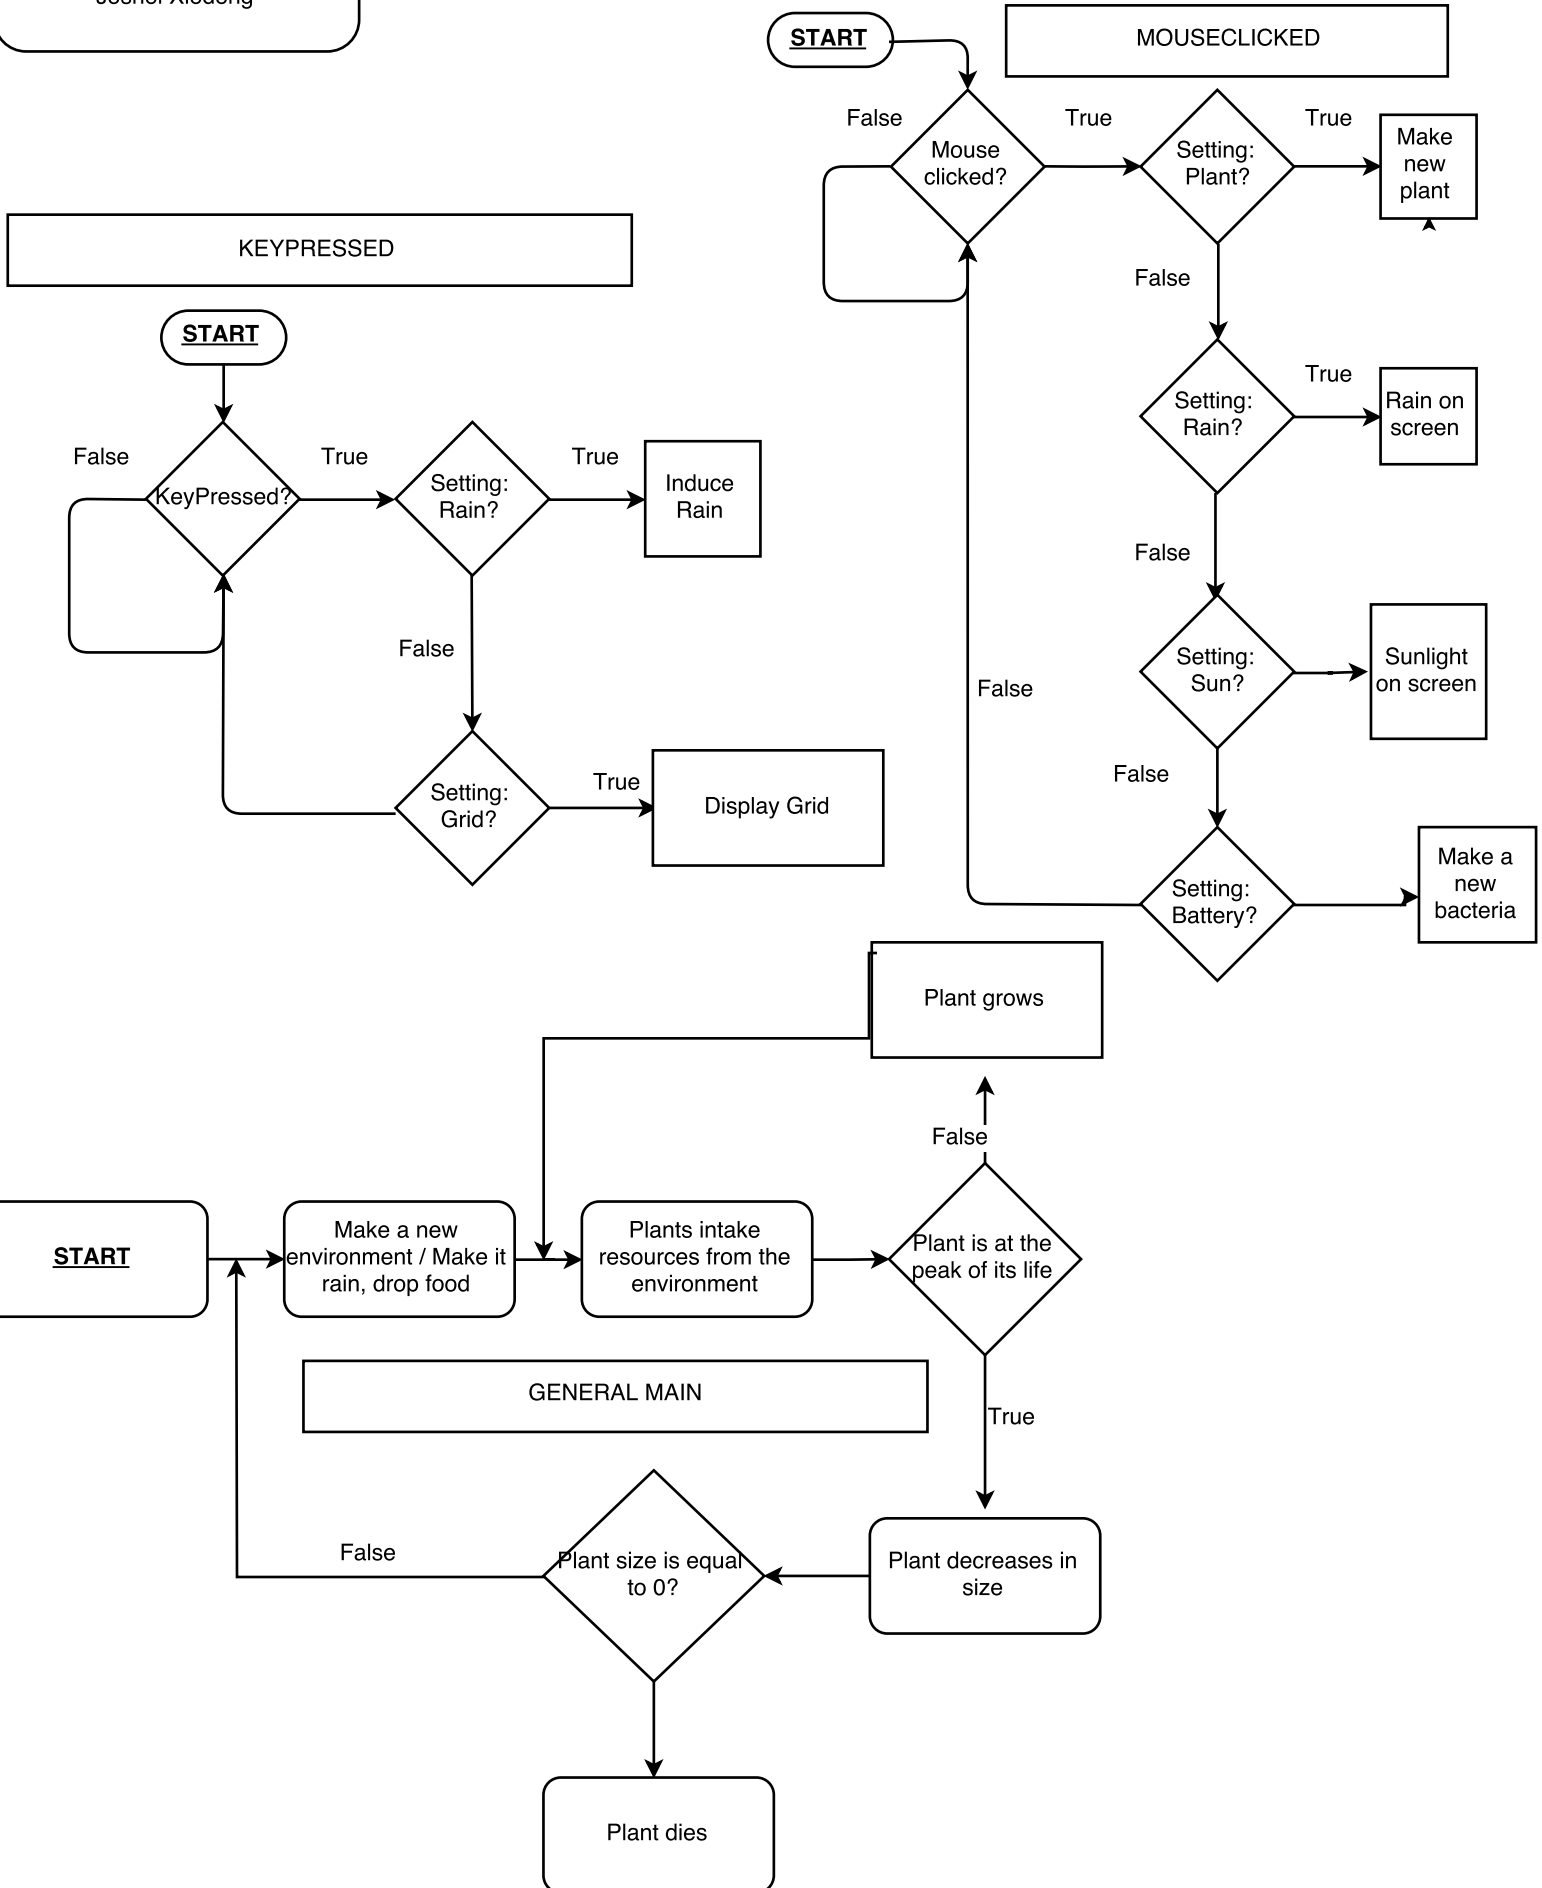 START
MOUSECLICKED
False
True
True
Mouse
clicked?
Setting:
Plant?
Make
new
plant
False
KEYPRESSED
START
True
Setting:
Rain?
Rain on
screen
False
True
True
KeyPressed?
Setting:
Rain?
Induce
Rain
False
False
Setting:
Sun?
Sunlight
on screen
False
False
True
Setting:
Grid?
Display Grid
Setting:
Battery?
Make a
new
bacteria
Plant grows
False
START
Make a new
environment / Make it
rain, drop food
Plants intake
resources from the
environment
Plant is at the
peak of its life
GENERAL MAIN
True
False
Plant size is equal
to 0?
Plant decreases in
size
Plant dies